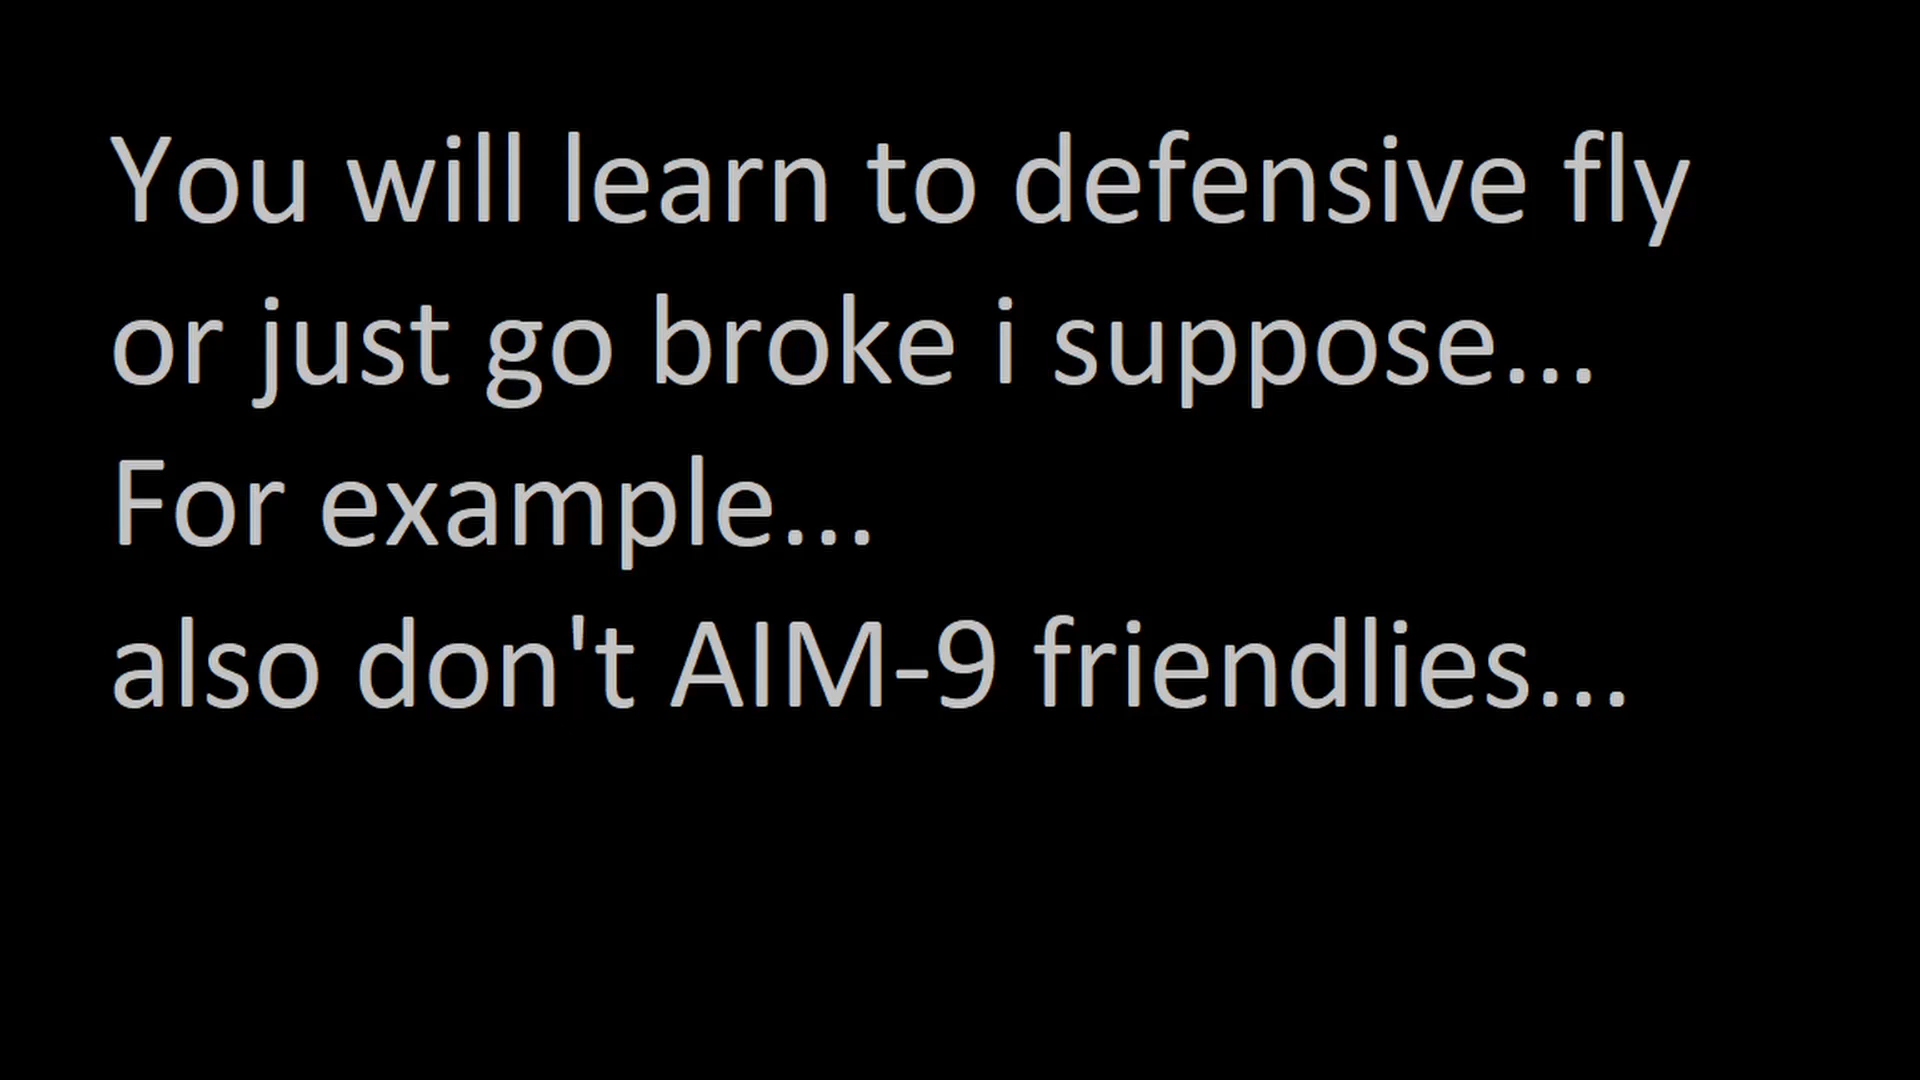 You will learn to defensive fly
or just go broke i suppose...
For example...
also don't AIM-9 friendlies...